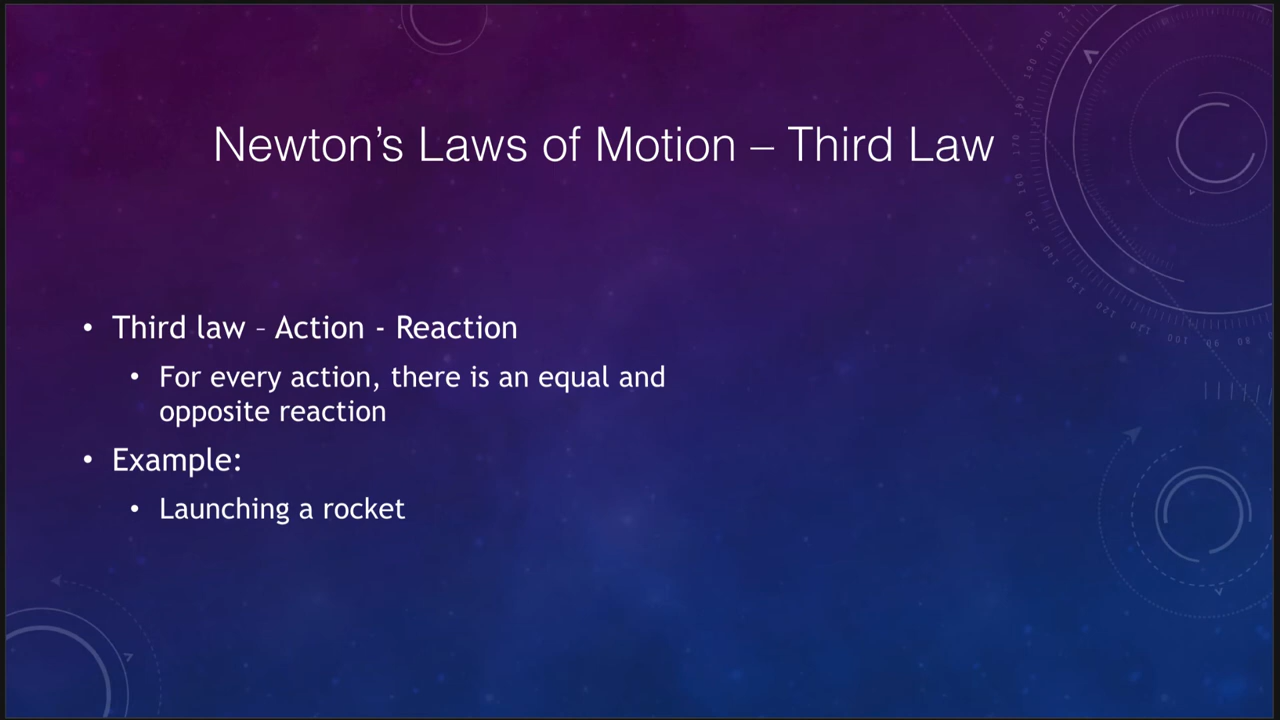 Newton’s Laws of Motion – Third Law
• Third law – Action - Reaction
• For every action, there is an equal and
opposite reaction
• Example:
• Launching a rocket